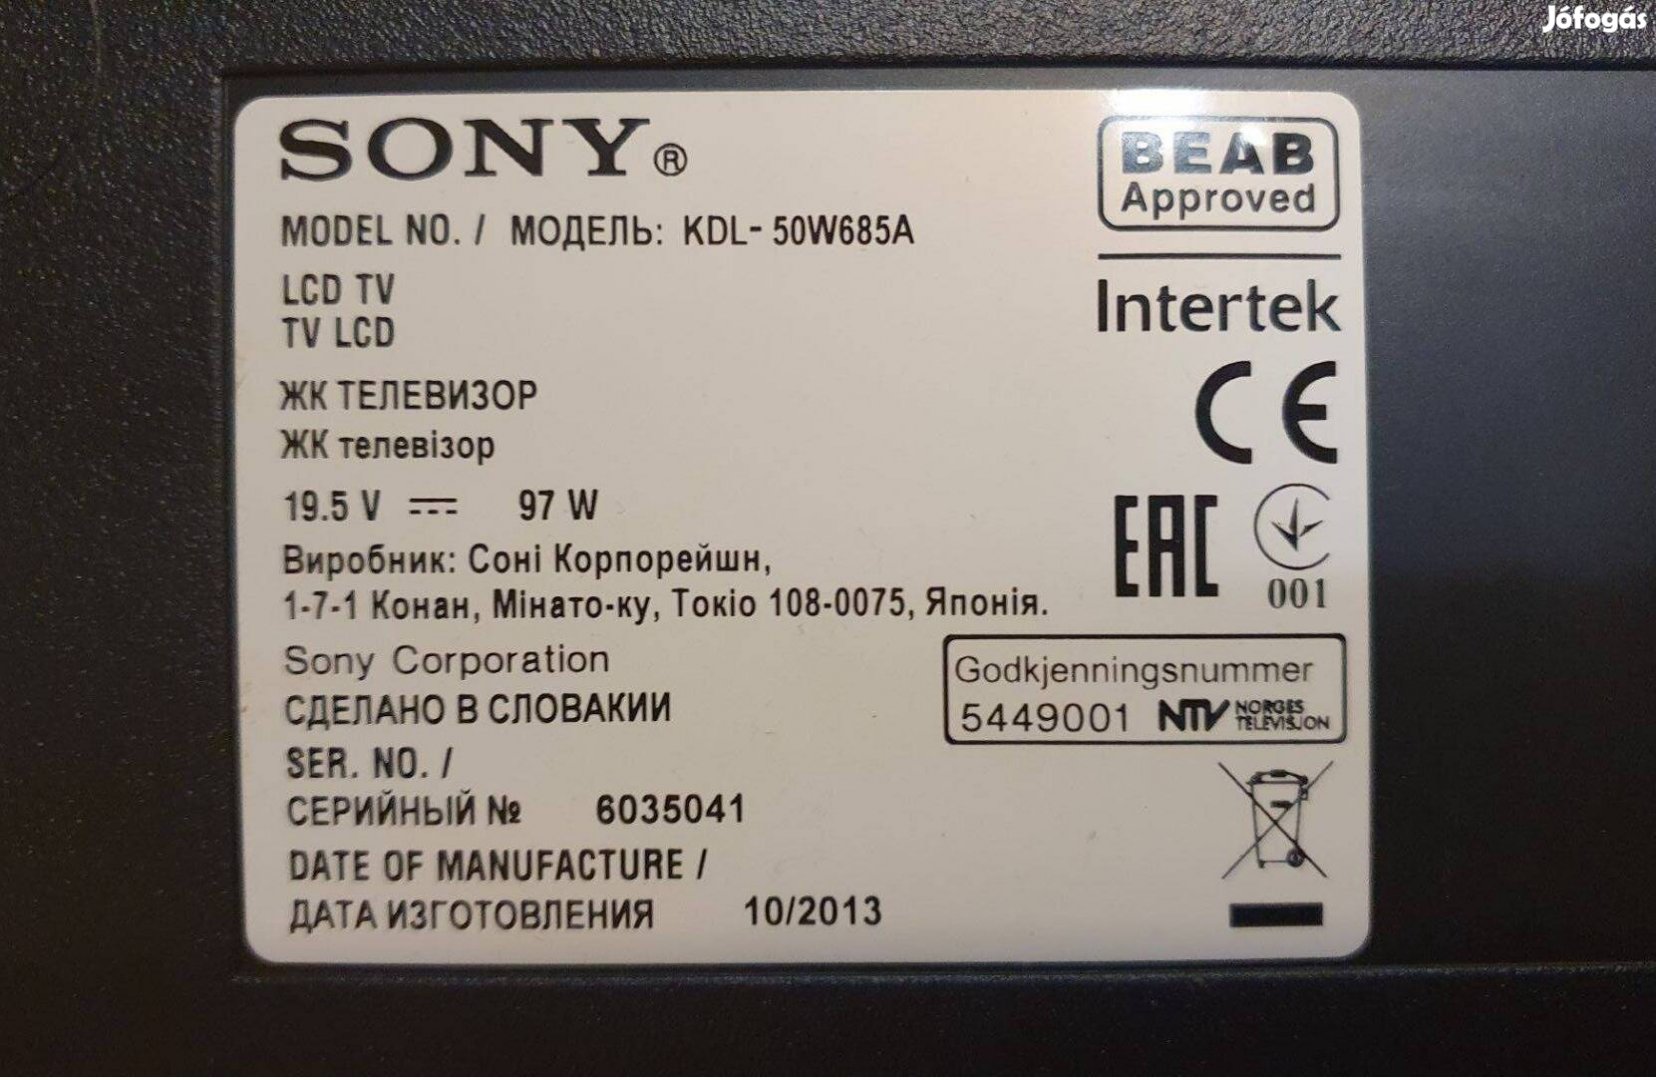 Jófogás
SONY®
MODEL NO. / МОДЕЛЬ: KDL- 50W685A
LCD TV
TV LCD
ЖК ТЕЛЕВИЗОР
ЖК телевізор
19.5 V 97 W
Виробник: Соні Корпорейшн,
1-7-1 Конан, Мінато-ку, Токіо 108-0075, Японія.
Sony Corporation
СДЕЛАНО В СЛОВАКИИ
SER. NO. /
СЕРИЙНЫЙ № 6035041
DATE OF MANUFACTURE /
ДАТА ИЗГОТОВЛЕНИЯ 10/2013
BEAB
Approved
Intertek
CE
EAC
001
Godkjenningsnummer
5449001 NTV NORGES
TELEVISJON